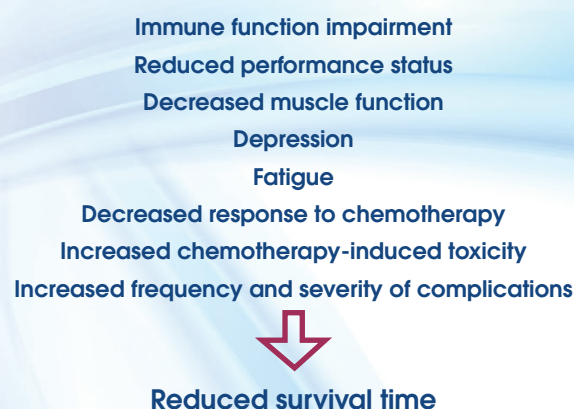 Immune function impairment
Reduced performance status
Decreased muscle function
Depression
Fatigue
Decreased response to chemotherapy
Increased chemotherapy-induced toxicity
Increased frequency and severity of complications
Reduced survival time